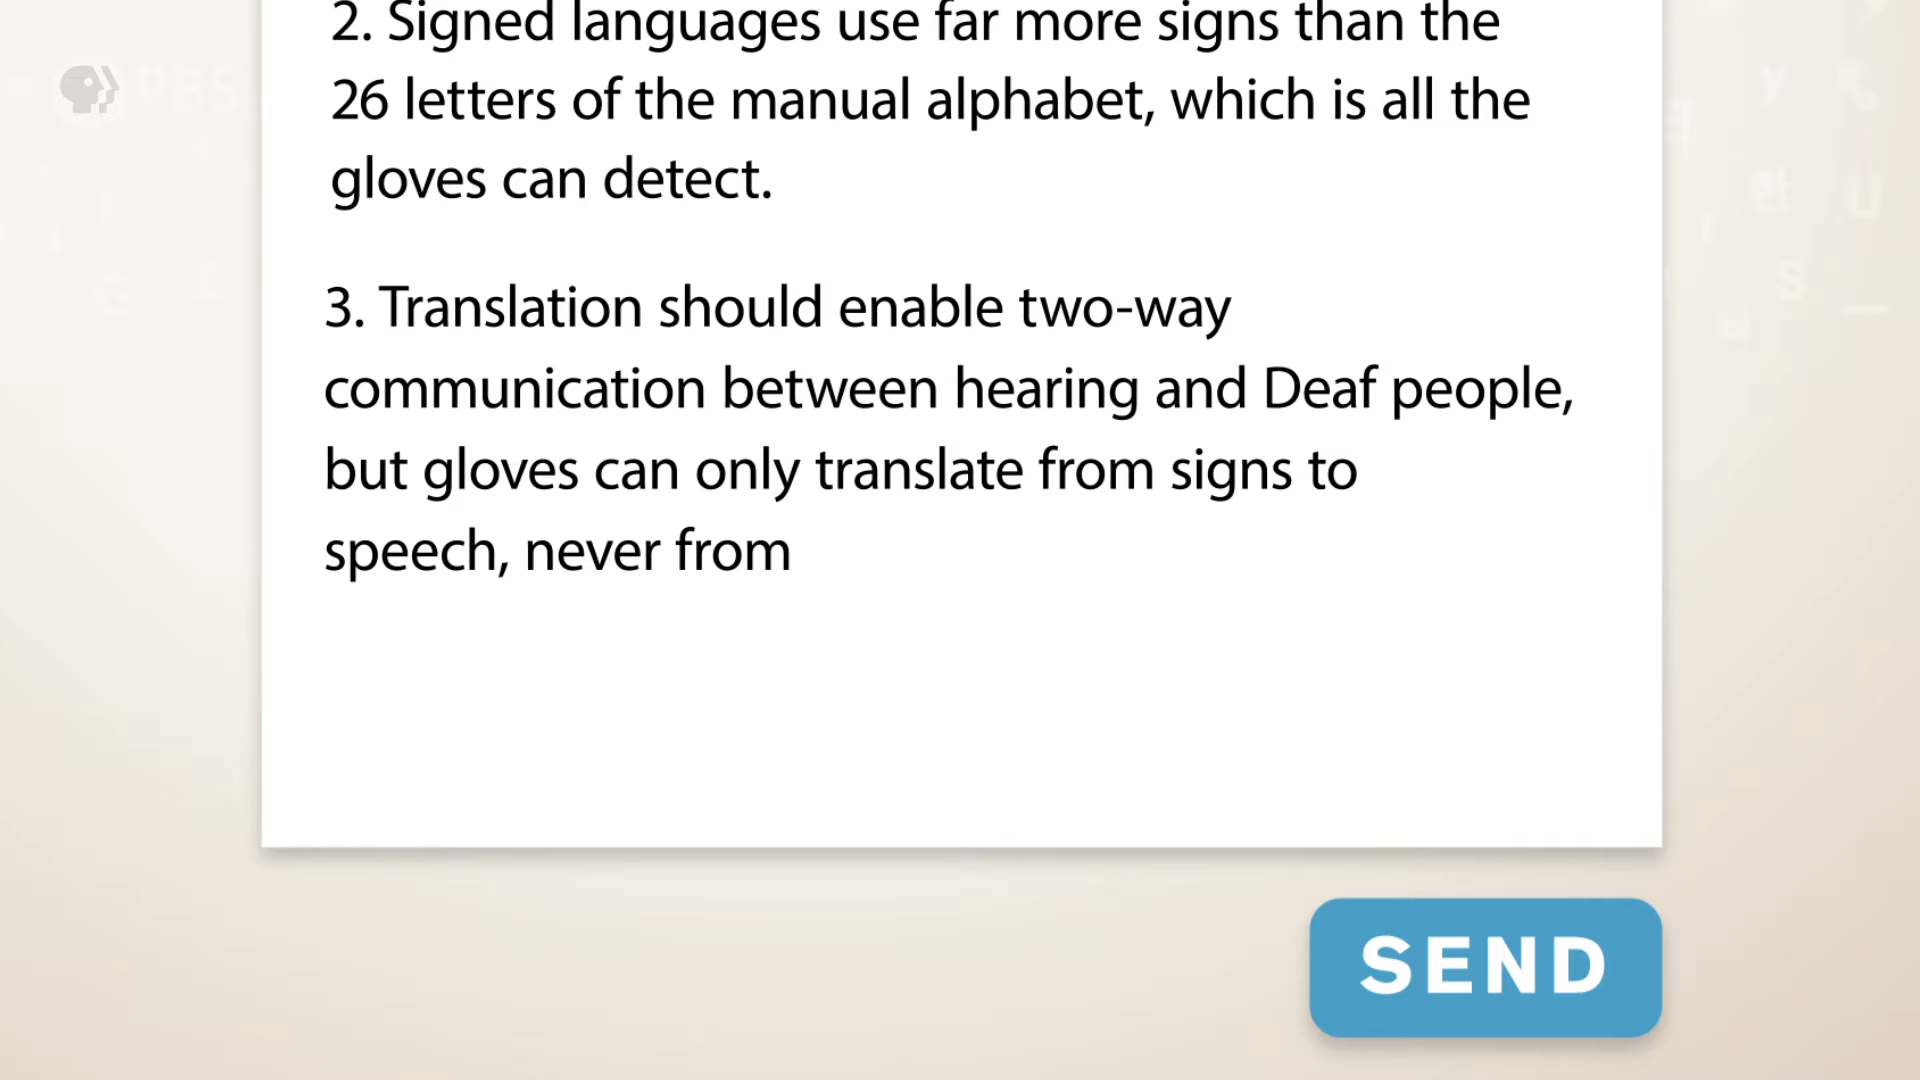 2. Signed languages use far more signs than the
26 letters of the manual alphabet, which is all the
gloves can detect.
3. Translation should enable two-way
communication between hearing and Deaf people,
but gloves can only translate from signs to
speech, never from
SEND
PBS